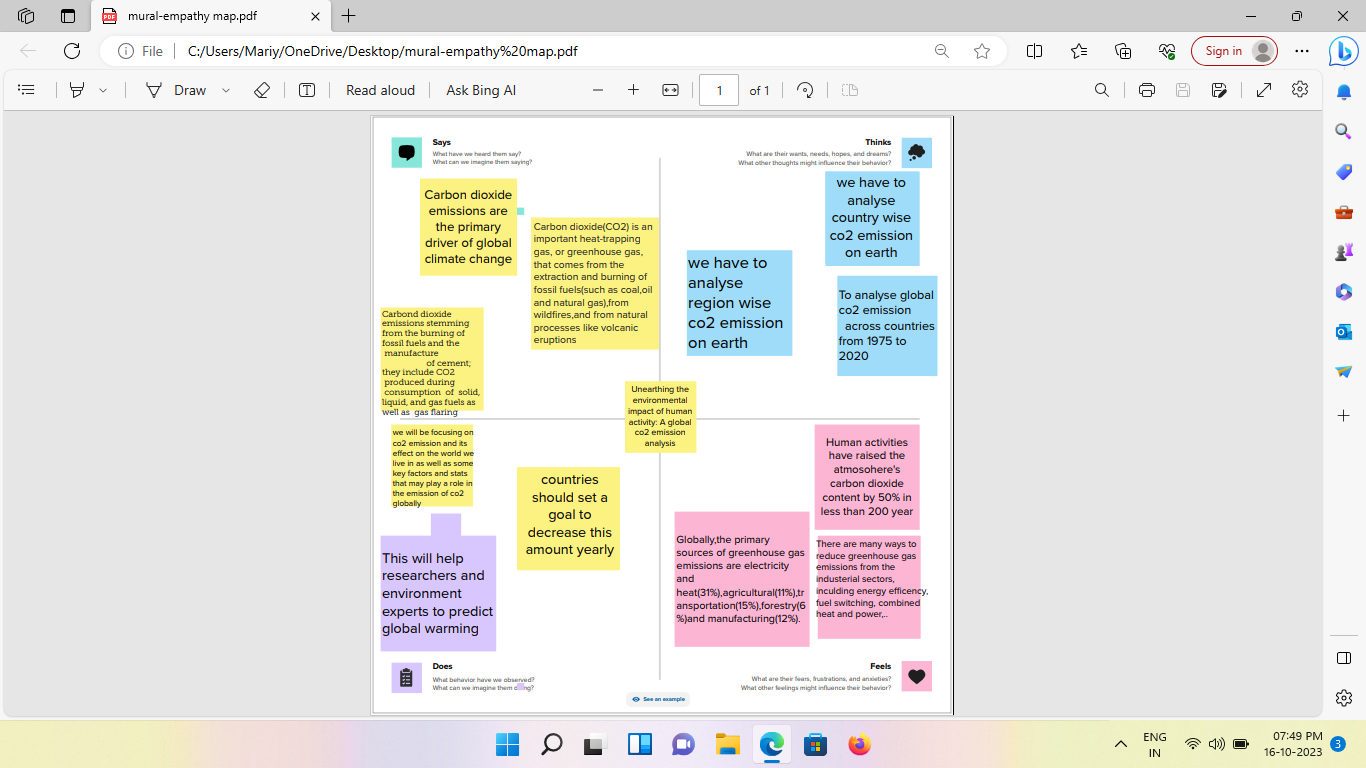 mural-empathy map.pdf
File
C:/Users/Mariy/OneDrive/Desktop/mural-empathy%20map.pdf
Sign in
Draw
Read aloud
Ask Bing AI
1
of 1
Says
What have we heard them say?
What can we imagine them saying?
Thinks
What are their wants, needs, hopes, and dreams?
What other thoughts might influence their behavior?
Carbon dioxide
emissions are
the primary
driver of global
climate change
Carbon dioxide(CO2) is an
important heat-trapping
gas, or greenhouse gas,
that comes from the
extraction and burning of
fossil fuels(such as coal,oil
and natural gas),from
wildfires,and from natural
processes like volcanic
eruptions
Carbond dioxide
emissions stemming
from the burning of
fossil fuels and the
manufacture
of cement;
they include CO2
produced during
consumption of solid,
liquid, and gas fuels as
well as gas flaring
we have to
analyse
country wise
co2 emission
on earth
we have to
analyse
region wise
co2 emission
on earth
To analyse global
co2 emission
across countries
from 1975 to
2020
Unearthing the
environmental
impact of human
activity: A global
co2 emission
analysis
we will be focusing on
co2 emission and its
effect on the world we
live in as well as some
key factors and stats
that may play a role in
the emission of co2
globally
countries
should set a
goal to
decrease this
amount yearly
This will help
researchers and
environment
experts to predict
global warming
Human activities
have raised the
atmosohere's
carbon dioxide
content by 50% in
less than 200 year
Globally,the primary
sources of greenhouse gas
emissions are electricity
and
heat(31%),agricultural(11%),tr
ansportation(15%),forestry(6
%)and manufacturing(12%).
There are many ways to
reduce greenhouse gas
emissions from the
industerial sectors,
inculding energy efficency,
fuel switching, combined
heat and power,..
Does
What behavior have we observed?
What can we imagine them doing?
Feels
What are their fears, frustrations, and anxieties?
What other feelings might influence their behavior?
See an example
ENG
IN
07:49 PM
16-10-2023
3